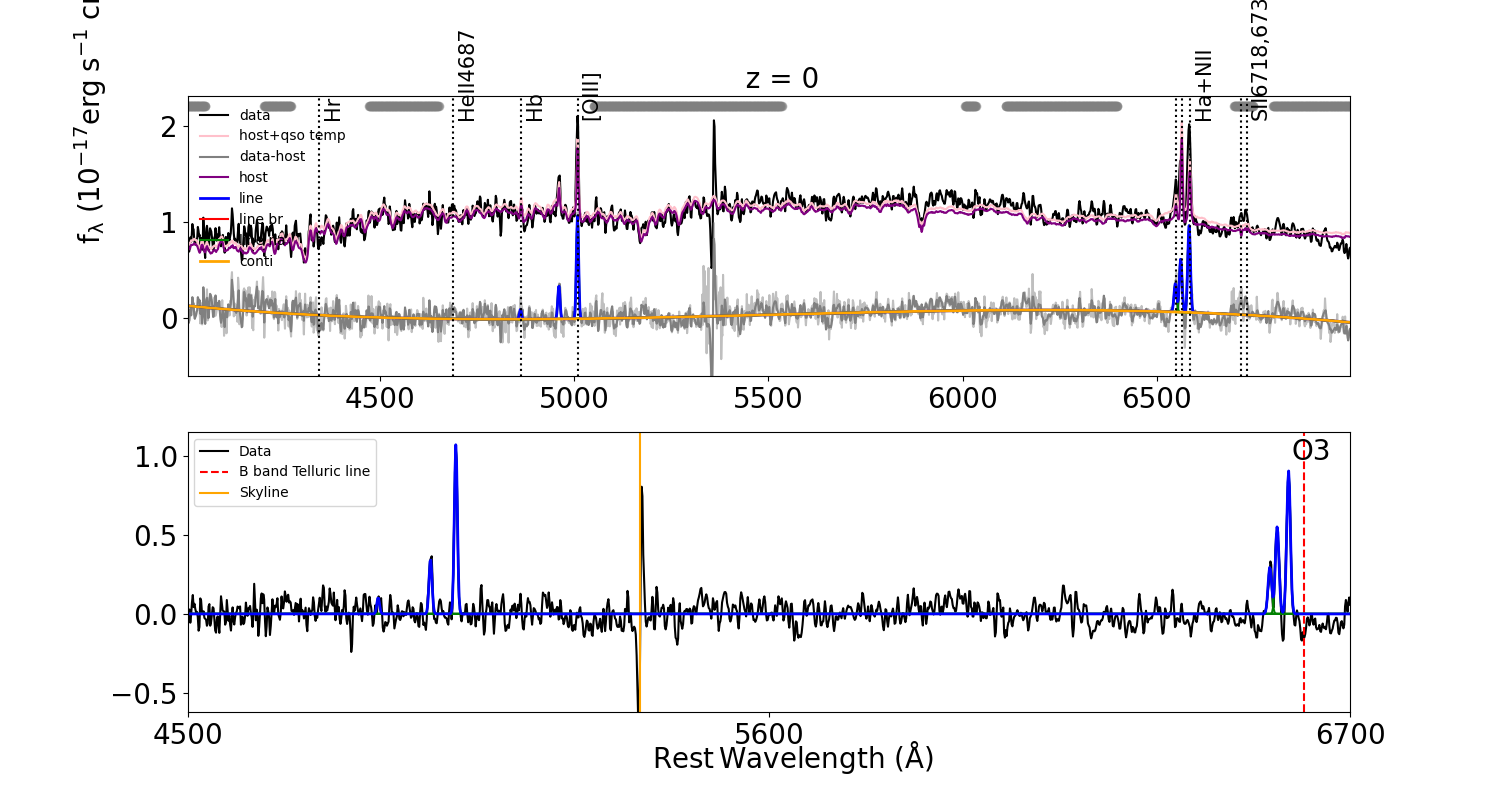 z = 0
f_λ (10^−17 erg s^−1
Hr
HeII4687
Hb
[OIII]
Ha+NII
SII6718,673
data
host+qso temp
data-host
host
line
line br
conti
2
1
0
4500
5000
5500
6000
6500
Data
B band Telluric line
Skyline
O3
1.0
0.5
0.0
−0.5
4500
5600
6700
Rest Wavelength (Å)